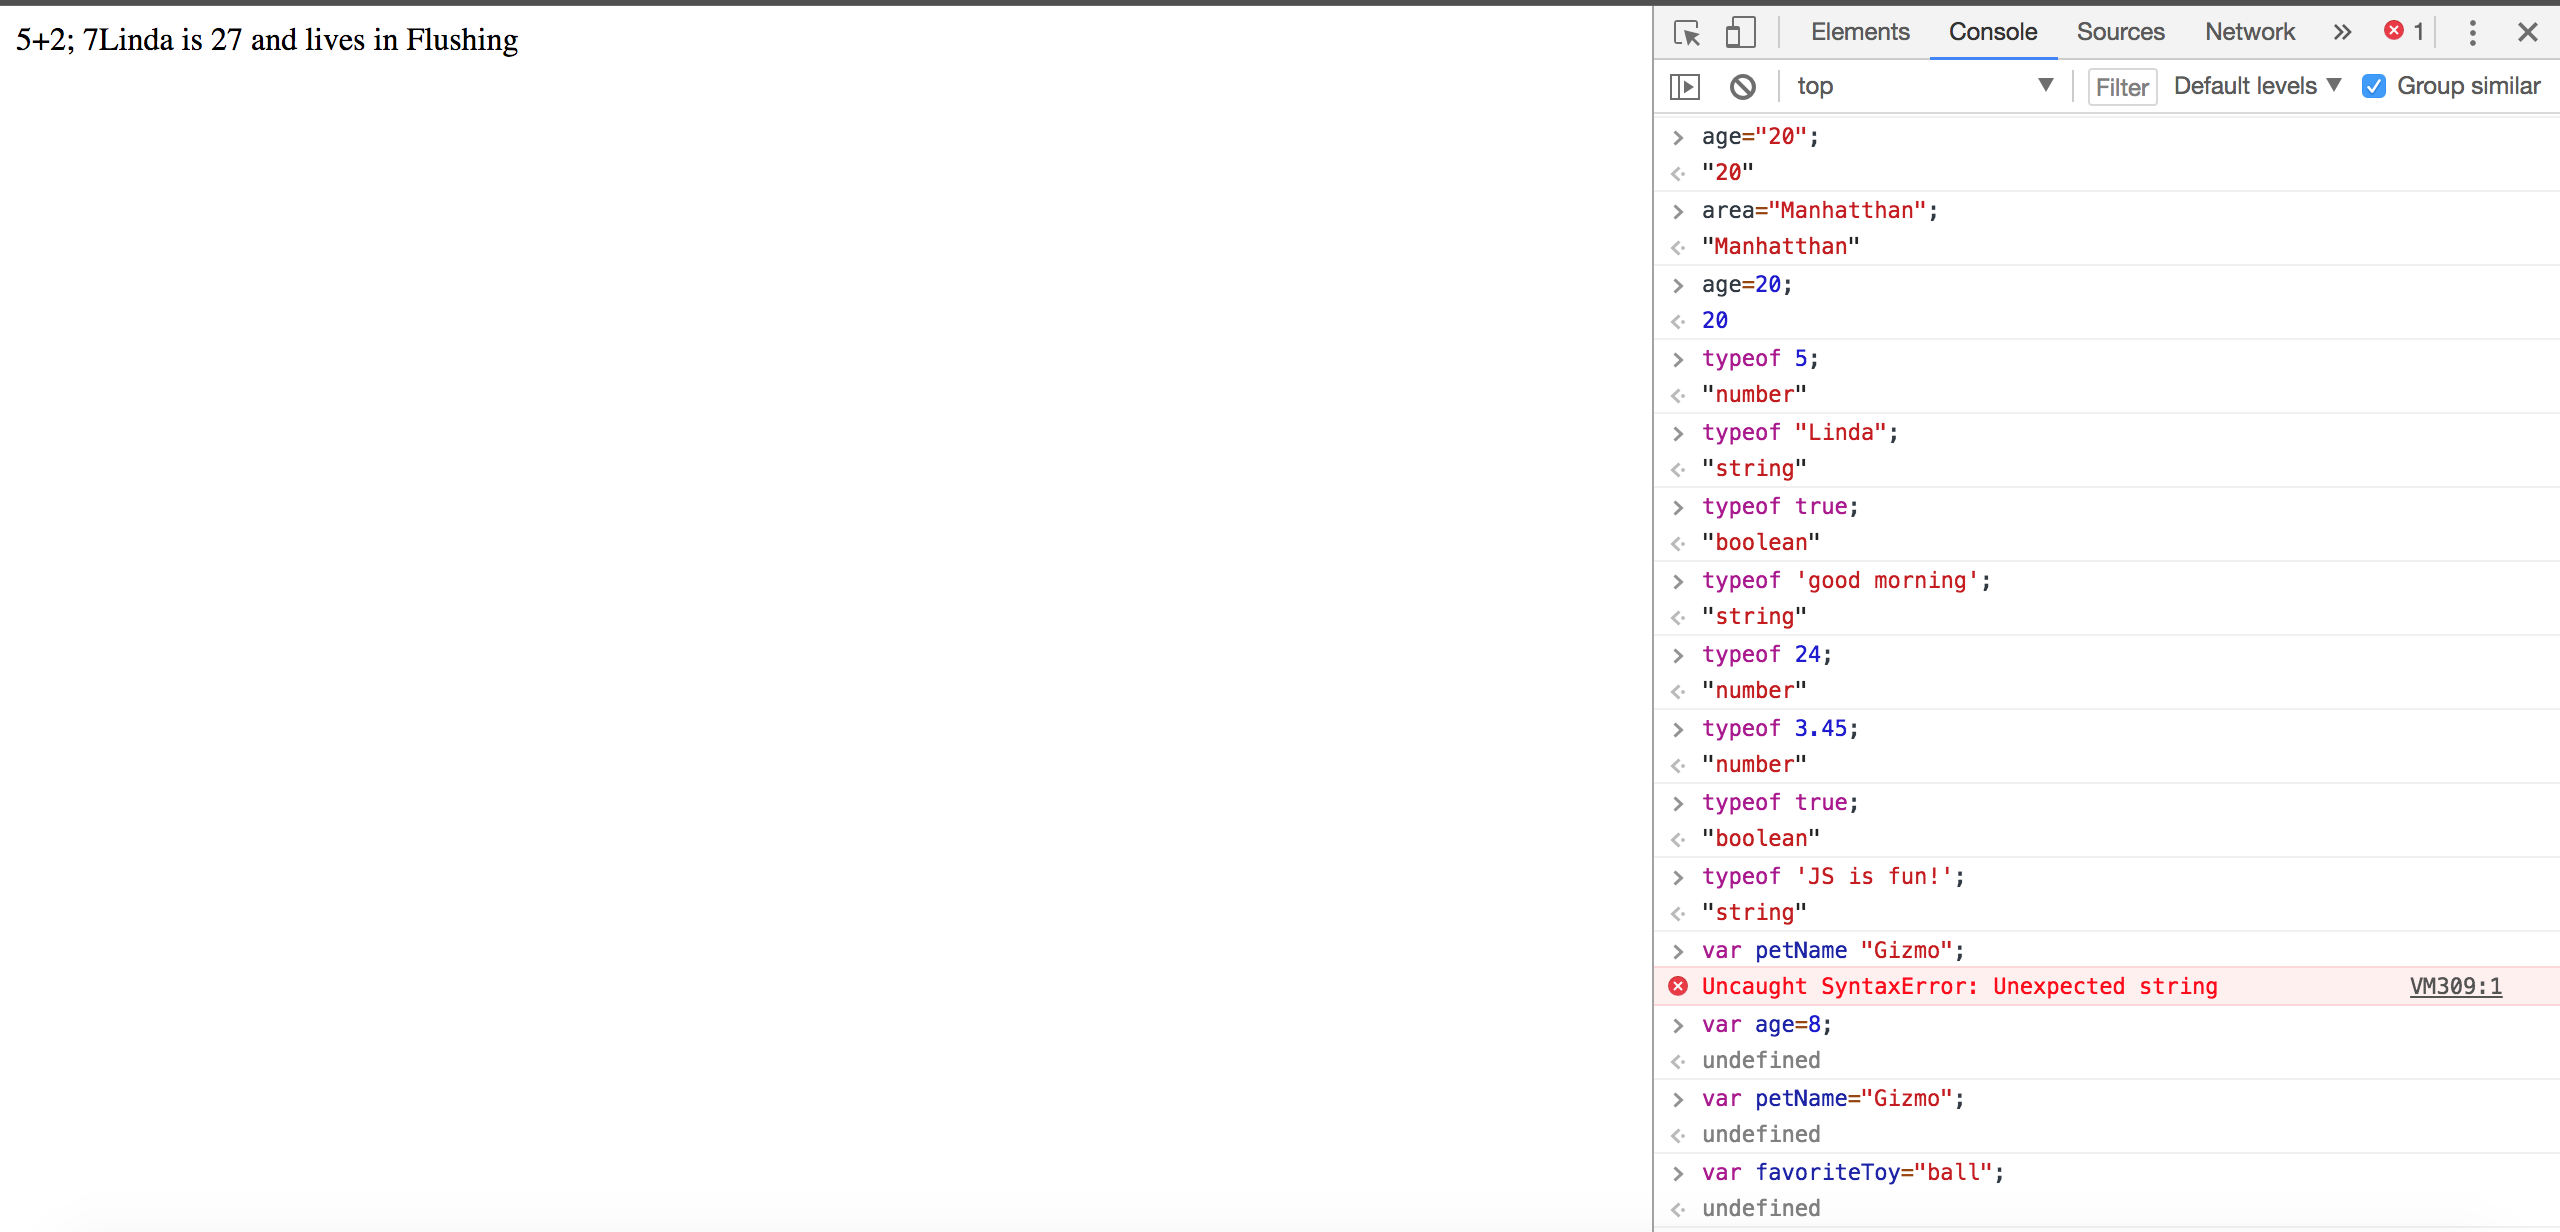 5+2; 7Linda is 27 and lives in Flushing
Elements Console Sources Network » 1
top Filter Default levels Group similar
> age="20";
"20"
> area="Manhatthan";
"Manhatthan"
> age=20;
20
> typeof 5;
"number"
> typeof "Linda";
"string"
> typeof true;
"boolean"
> typeof 'good morning';
"string"
> typeof 24;
"number"
> typeof 3.45;
"number"
> typeof true;
"boolean"
> typeof 'JS is fun!';
"string"
> var petName "Gizmo";
Uncaught SyntaxError: Unexpected string VM309:1
> var age=8;
undefined
> var petName="Gizmo";
undefined
> var favoriteToy="ball";
undefined